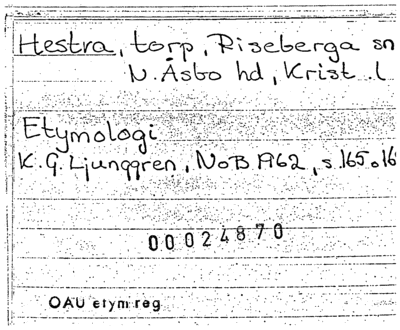 Hestra, torp, Riseberga sn
N. Åsbo hd, Krist. l
Etymologi
K.G. Ljunggren, NoB 1962, s. 165 o 16
00024870
OAU etym reg